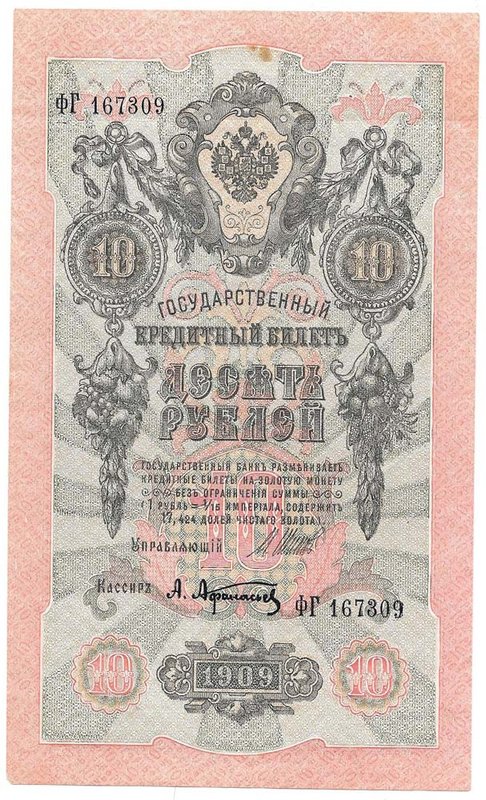 ФГ 167309
10 10
ГОСУДАРСТВЕННЫЙ
КРЕДИТНЫЙ БИЛЕТЪ
ДЕСЯТЬ
РУБЛЕЙ
ГОСУДАРСТВЕННЫЙ БАНКЪ РАЗМѢНИВАЕТЪ
КРЕДИТНЫЕ БИЛЕТЫ НА ЗОЛОТУЮ МОНЕТУ
БЕЗЪ ОГРАНИЧЕНІЯ СУММЫ
(1 РУБЛЬ = 1/15 ИМПЕРІАЛА, СОДЕРЖИТЪ
17,424 ДОЛЕЙ ЧИСТАГО ЗОЛОТА).
10
УПРАВЛЯЮЩІЙ
Кассиръ А. Афанасьев
ФГ 167309
10 1909 10